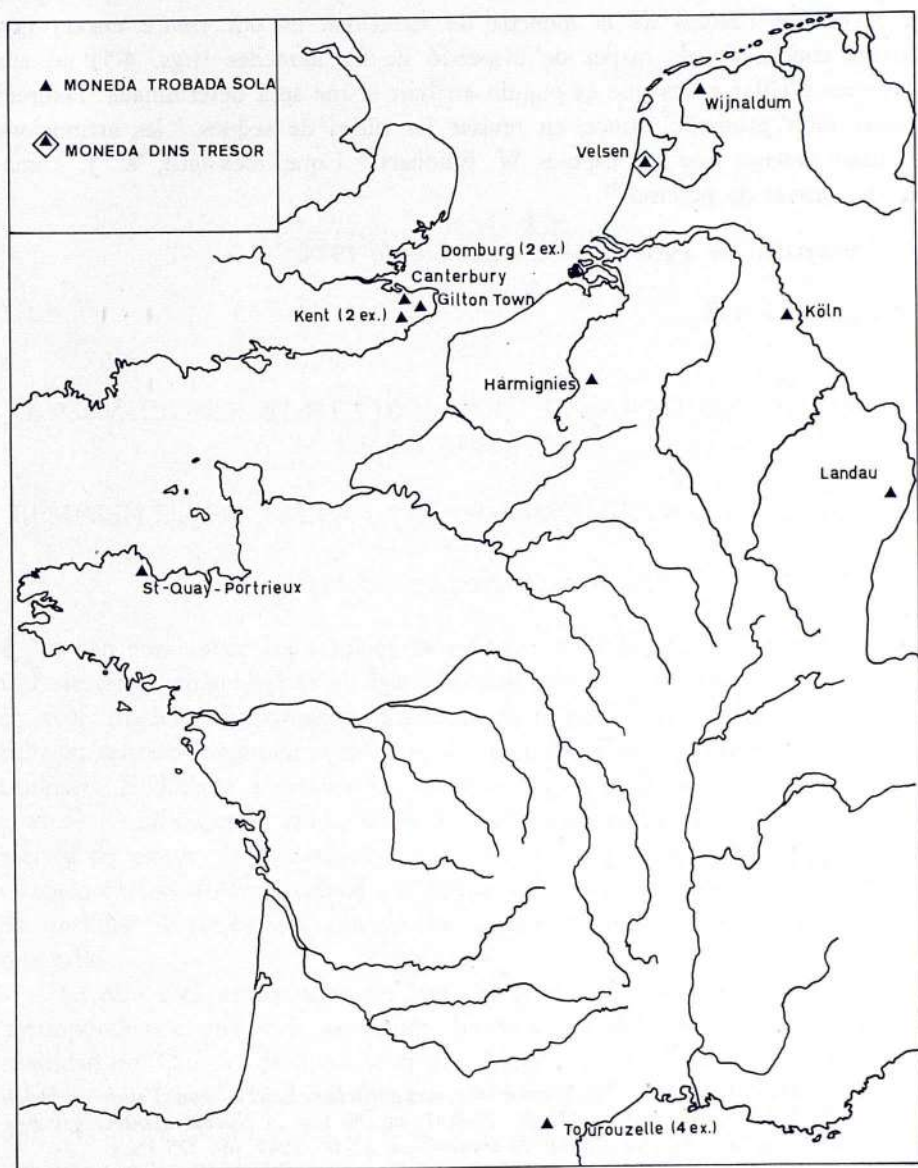 MONEDA TROBADA SOLA
MONEDA DINS TRESOR
Wijnaldum
Velsen
Domburg (2 ex.)
Canterbury
Gilton Town
Kent (2 ex.)
Köln
Harmignies
Landau
St-Quay-Portrieux
Tourouzelle (4 ex.)